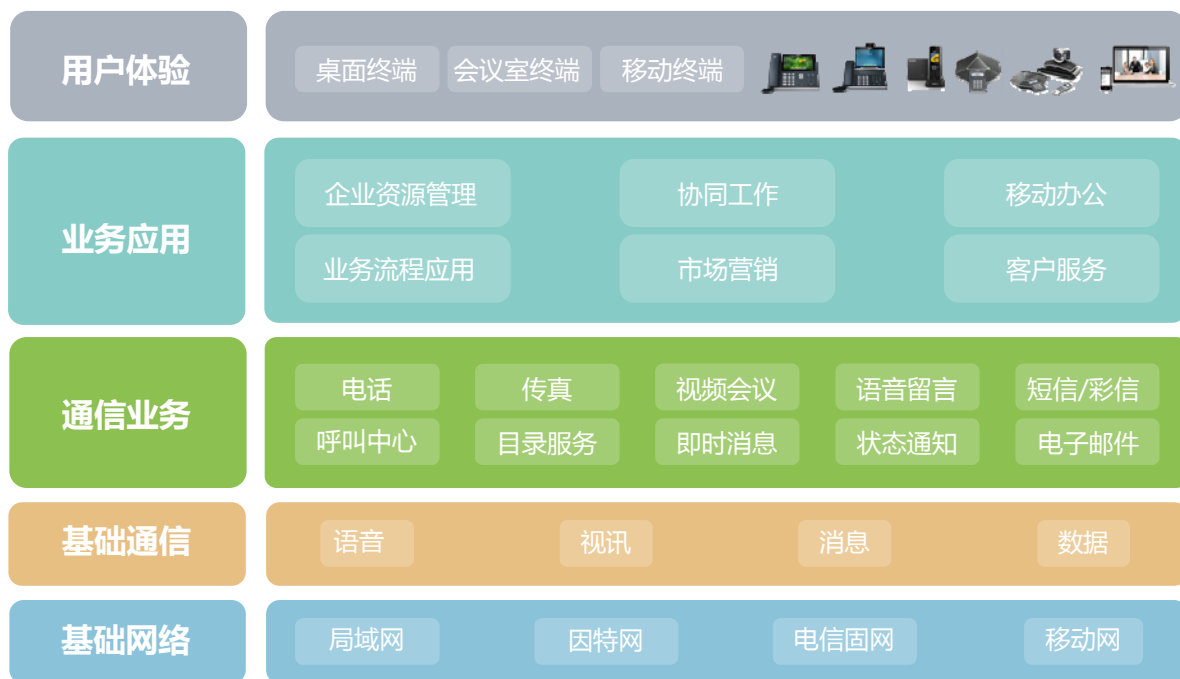 用户体验
桌面终端 会议室终端 移动终端
业务应用
企业资源管理 协同工作 移动办公
业务流程应用 市场营销 客户服务
通信业务
电话 传真 视频会议 语音留言 短信/彩信
呼叫中心 目录服务 即时消息 状态通知 电子邮件
基础通信
语音 视讯 消息 数据
基础网络
局域网 因特网 电信固网 移动网